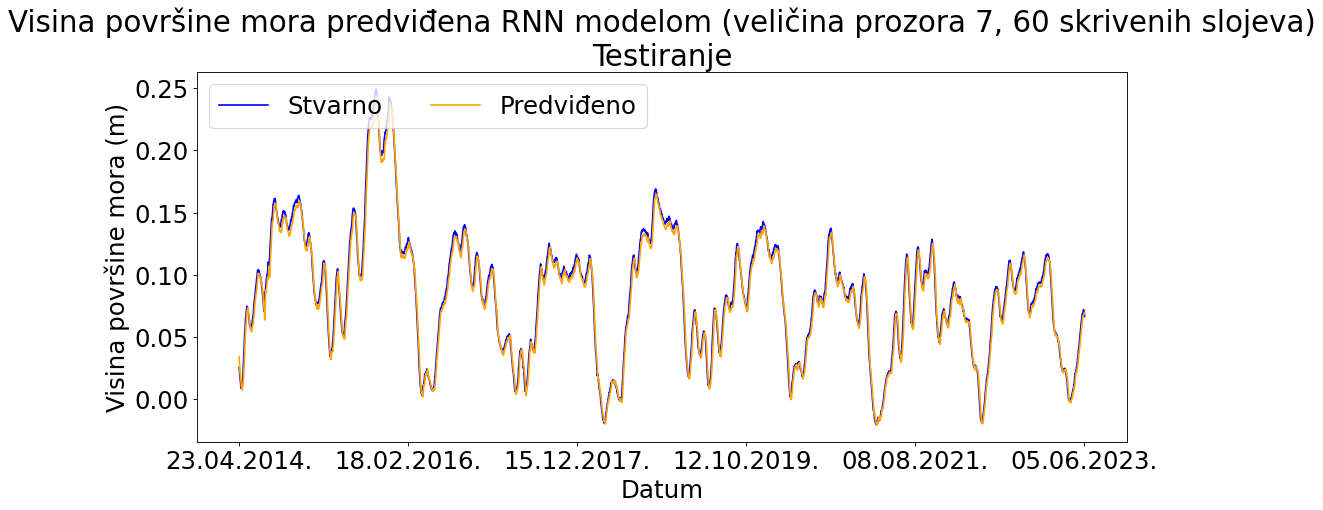 Visina površine mora predviđena RNN modelom (veličina prozora 7, 60 skrivenih slojeva)
Testiranje
Stvarno
Predviđeno
Visina površine mora (m)
0.25
0.20
0.15
0.10
0.05
0.00
23.04.2014.
18.02.2016.
15.12.2017.
12.10.2019.
08.08.2021.
05.06.2023.
Datum